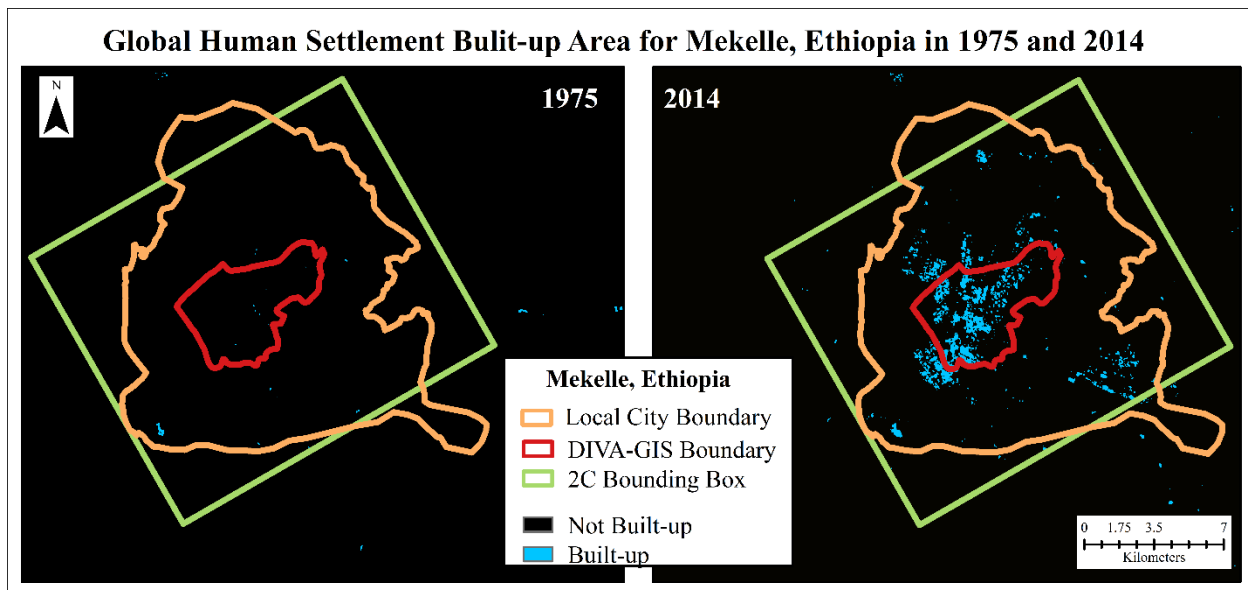 Global Human Settlement Bulit-up Area for Mekelle, Ethiopia in 1975 and 2014
N
1975
2014
Mekelle, Ethiopia
Local City Boundary
DIVA-GIS Boundary
2C Bounding Box
Not Built-up
Built-up
0 1.75 3.5 7
Kilometers